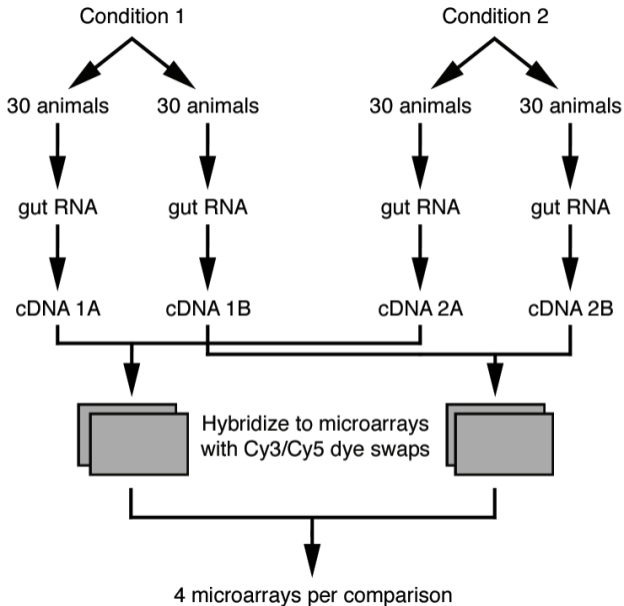 Condition 1
Condition 2
30 animals
30 animals
30 animals
30 animals
gut RNA
gut RNA
gut RNA
gut RNA
cDNA 1A
cDNA 1B
cDNA 2A
cDNA 2B
Hybridize to microarrays
with Cy3/Cy5 dye swaps
4 microarrays per comparison